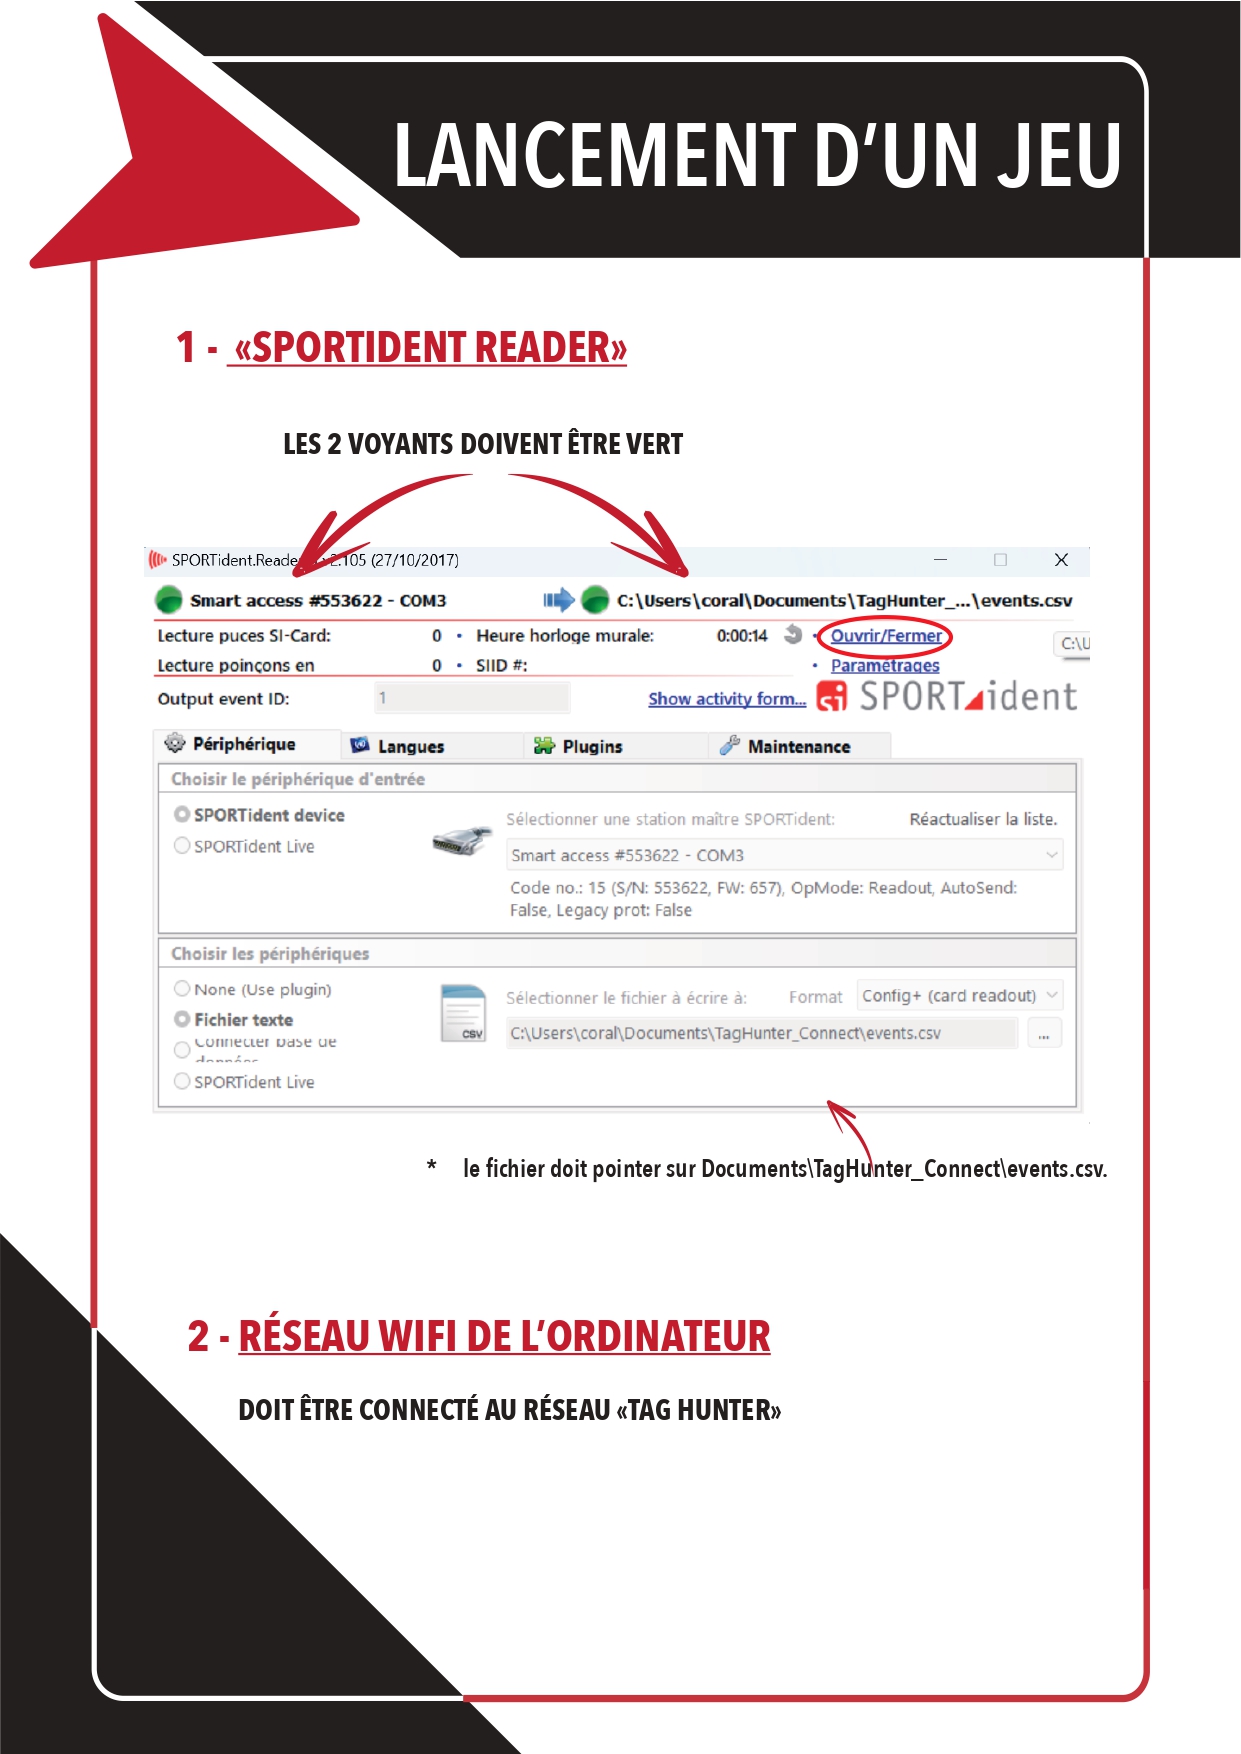 LANCEMENT D'UN JEU
1 - «SPORTIDENT READER»
LES 2 VOYANTS DOIVENT ÊTRE VERT
SPORTident.Reader 2.105 (27/10/2017)
Smart access #553622 - COM3
C:\Users\coral\Documents\TagHunter_...\events.csv
Lecture puces SI-Card: 0 • Heure horloge murale: 0:00:14 • Ouvrir/Fermer
C:\U
Lecture poinçons en 0 • SIID #: • Paramétrages
Output event ID: 1 Show activity form... SPORTident
Périphérique Langues Plugins Maintenance
Choisir le périphérique d'entrée
SPORTident device
Sélectionner une station maître SPORTident: Réactualiser la liste.
SPORTident Live
Smart access #553622 - COM3
Code no.: 15 (S/N: 553622, FW: 657), OpMode: Readout, AutoSend:
False, Legacy prot: False
Choisir les périphériques
None (Use plugin)
Sélectionner le fichier à écrire à: Format Config+ (card readout)
Fichier texte
CSV
C:\Users\coral\Documents\TagHunter_Connect\events.csv ...
Connecter base de
données
SPORTident Live
* le fichier doit pointer sur Documents\TagHunter_Connect\events.csv.
2 - RÉSEAU WIFI DE L'ORDINATEUR
DOIT ÊTRE CONNECTÉ AU RÉSEAU «TAG HUNTER»